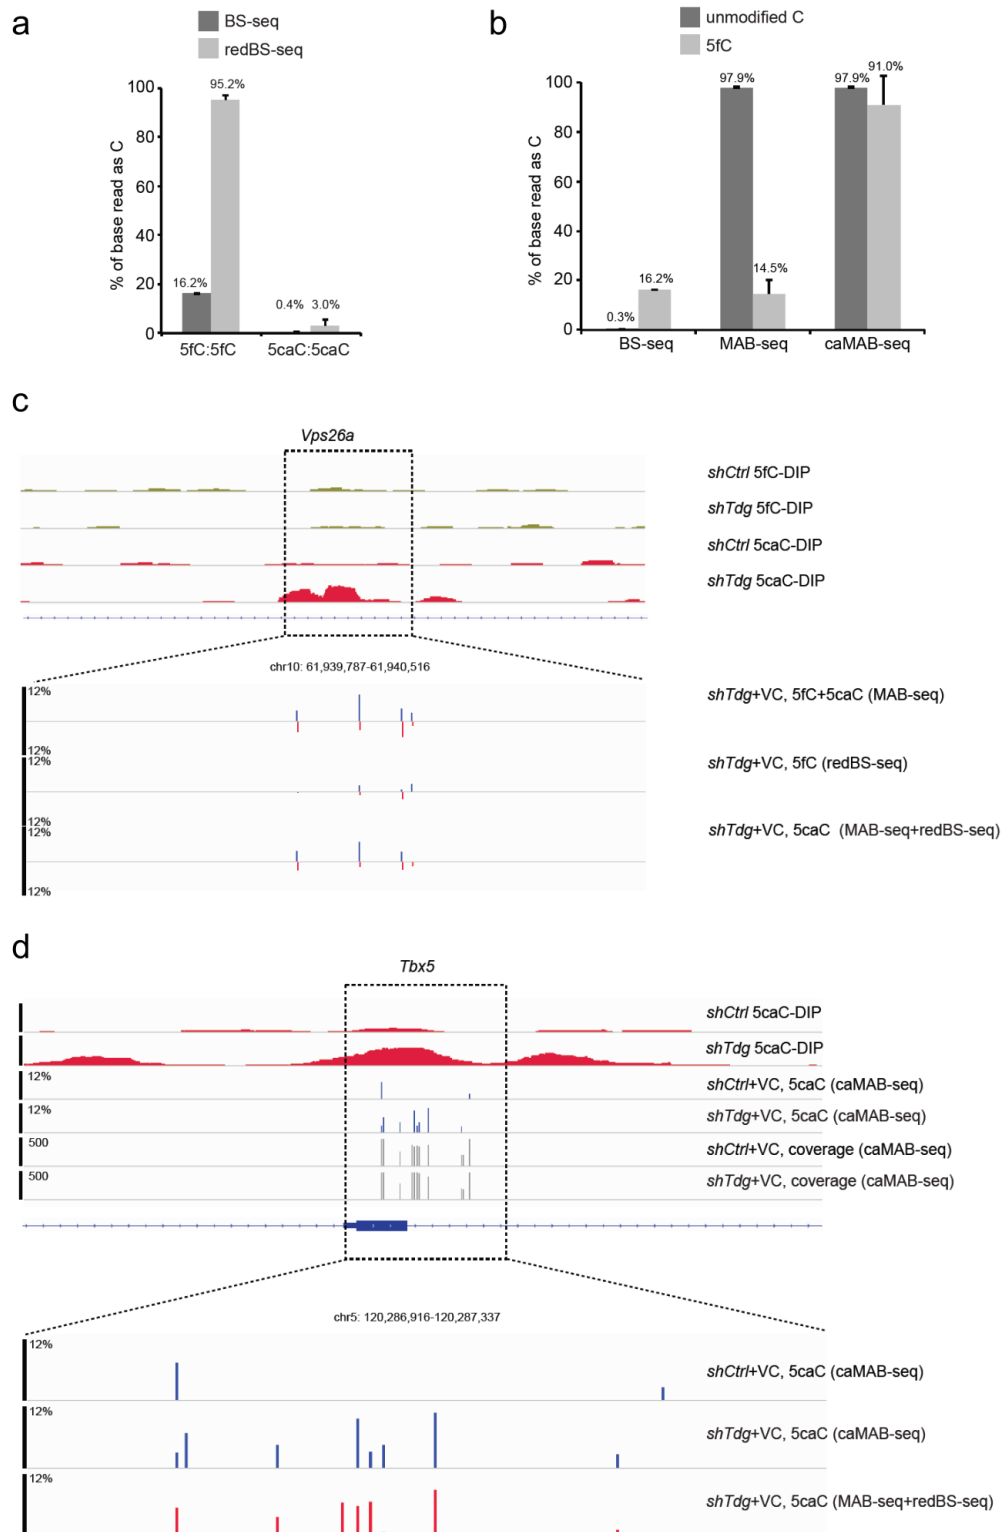 a
BS-seq
redBS-seq
% of base read as C
100
80
60
40
20
0
16.2%
95.2%
0.4%
3.0%
5fC:5fC
5caC:5caC
b
unmodified C
5fC
% of base read as C
100
80
60
40
20
0
0.3%
16.2%
97.9%
14.5%
97.9%
91.0%
BS-seq
MAB-seq
caMAB-seq
c
Vps26a
shCtrl 5fC-DIP
shTdg 5fC-DIP
shCtrl 5caC-DIP
shTdg 5caC-DIP
chr10: 61,939,787-61,940,516
12%
shTdg+VC, 5fC+5caC (MAB-seq)
12%
12%
shTdg+VC, 5fC (redBS-seq)
12%
12%
shTdg+VC, 5caC (MAB-seq+redBS-seq)
12%
d
Tbx5
shCtrl 5caC-DIP
shTdg 5caC-DIP
12%
shCtrl+VC, 5caC (caMAB-seq)
12%
shTdg+VC, 5caC (caMAB-seq)
500
shCtrl+VC, coverage (caMAB-seq)
500
shTdg+VC, coverage (caMAB-seq)
chr5: 120,286,916-120,287,337
12%
shCtrl+VC, 5caC (caMAB-seq)
12%
shTdg+VC, 5caC (caMAB-seq)
12%
shTdg+VC, 5caC (MAB-seq+redBS-seq)